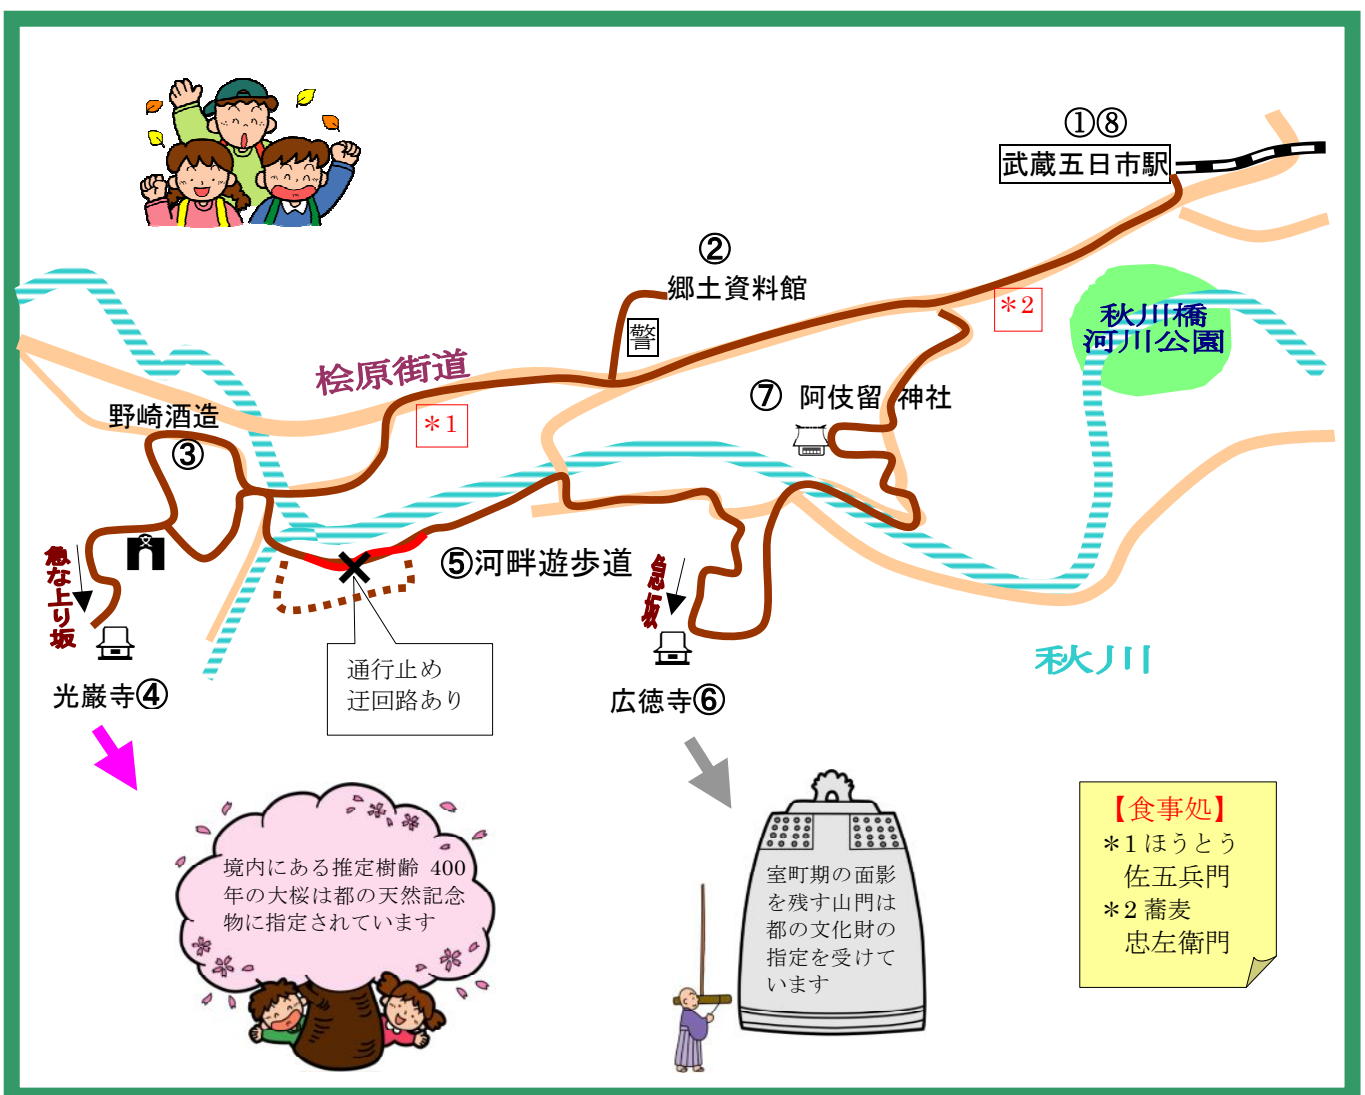 ①⑧
武蔵五日市駅
②
郷土資料館
警
＊2
秋川橋
河川公園
桧原街道
＊1
⑦ 阿伎留 神社
野崎酒造
③
文
⑤河畔遊歩道
急な上り坂
急坂
通行止め
迂回路あり
秋川
光巌寺④
広徳寺⑥
境内にある推定樹齢 400
年の大桜は都の天然記念
物に指定されています
室町期の面影
を残す山門は
都の文化財の
指定を受けて
います
【食事処】
＊1 ほうとう
佐五兵門
＊2 蕎麦
忠左衛門